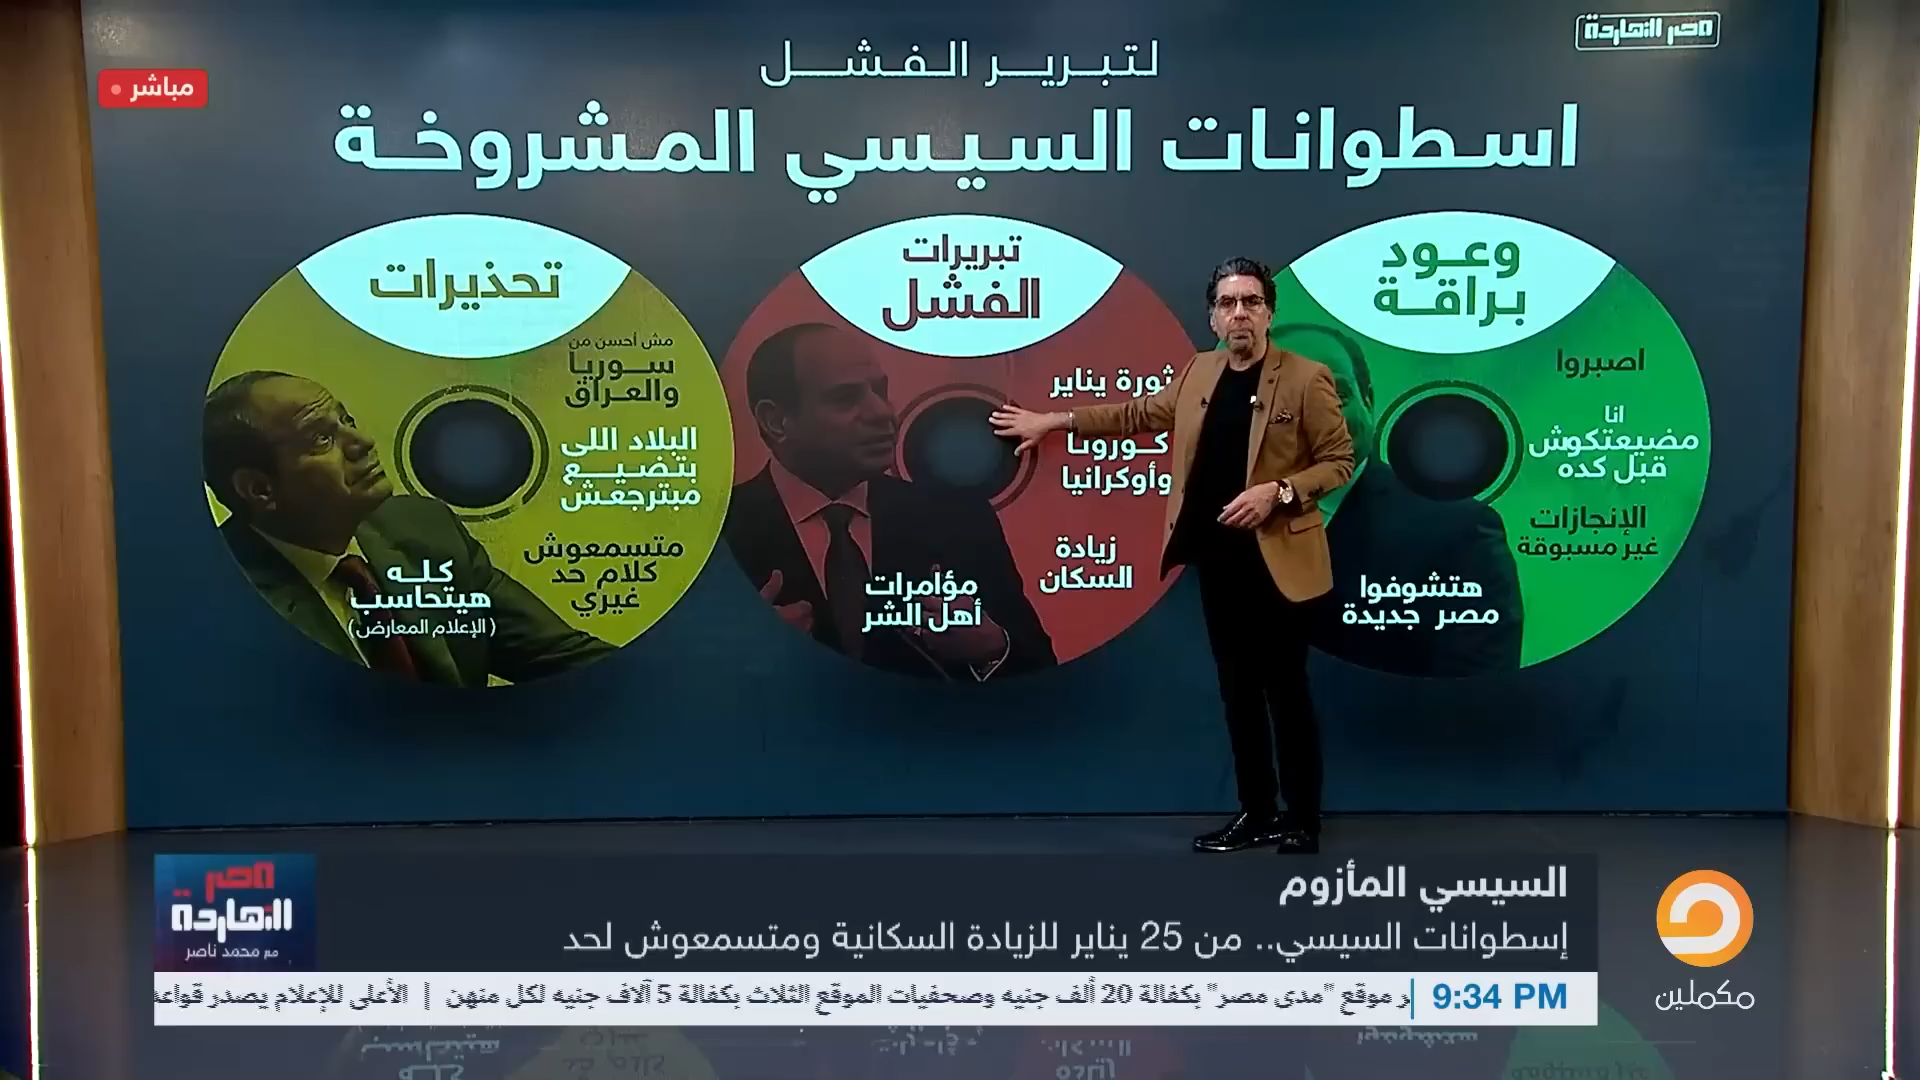 مصر النهاردة
مباشر
لتبرير الفشل
اسطوانات السيسي المشروخة
وعود
براقة
اصبروا
انا
مضيعتكوش
قبل كده
الإنجازات
غير مسبوقة
هتشوفوا
مصر جديدة
تبريرات
الفشل
ثورة يناير
كورونا
وأوكرانيا
زيادة
السكان
مؤامرات
أهل الشر
تحذيرات
مش أحسن من
سوريا
والعراق
البلاد اللى
بتضيع
مبترجعش
متسمعوش
كلام حد
غيري
كله
هيتحاسب
(الإعلام المعارض)
السيسي المأزوم
إسطوانات السيسي.. من 25 يناير للزيادة السكانية ومتسمعوش لحد
مصر
النهاردة
مع محمد ناصر
9:34 PM
ر موقع "مدى مصر" بكفالة 20 ألف جنيه وصحفيات الموقع الثلاث بكفالة 5 آلاف جنيه لكل منهن | الأعلى للإعلام يصدر قواعد
مكملين